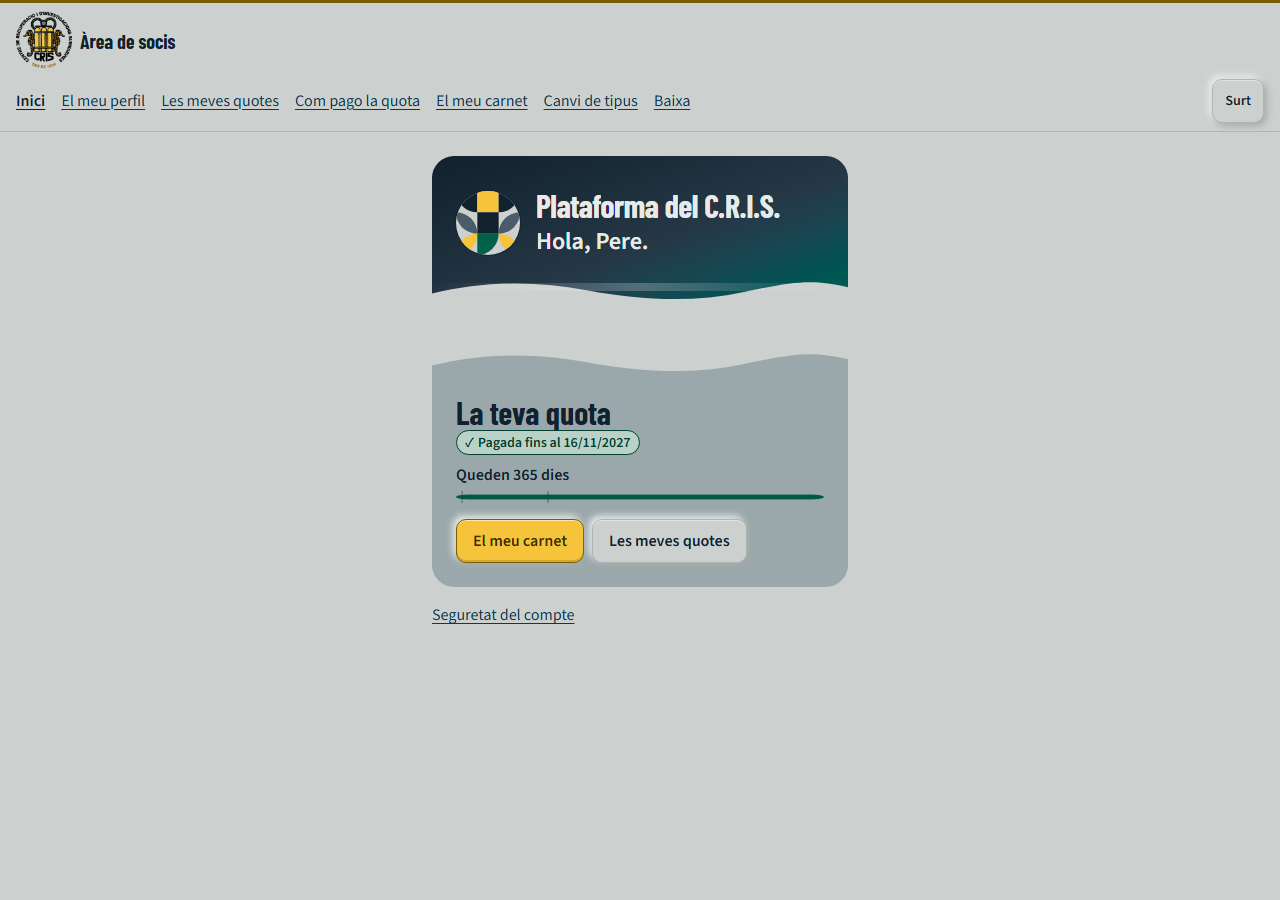 CRIS
Àrea de socis
Inici El meu perfil Les meves quotes Com pago la quota El meu carnet Canvi de tipus Baixa Surt
Plataforma del C.R.I.S.
Hola, Pere.
La teva quota
✓ Pagada fins al 16/11/2027
Queden 365 dies
El meu carnet Les meves quotes
Seguretat del compte